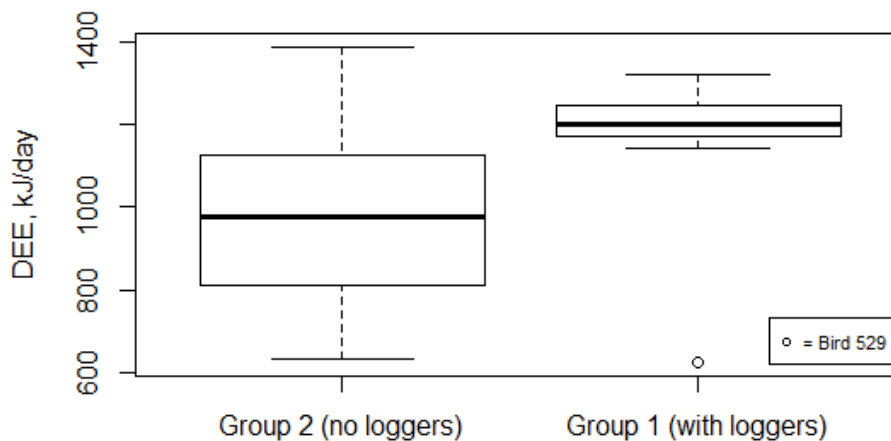 DEE, kJ/day
1400
1000
800
600
= Bird 529
Group 2 (no loggers)
Group 1 (with loggers)